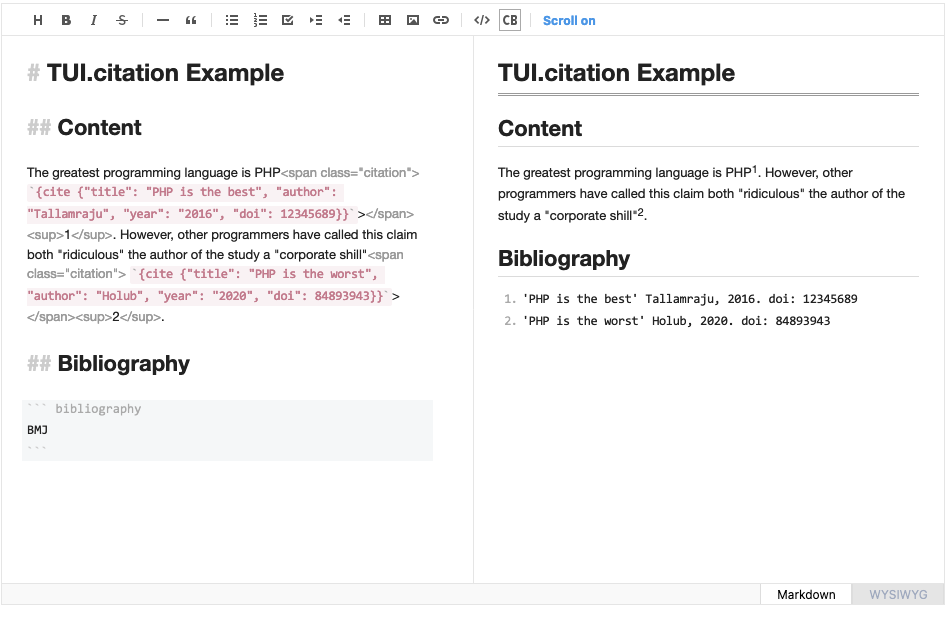 H B I S </> CB Scroll on
# TUI.citation Example
## Content
The greatest programming language is PHP<span class="citation">
`{cite {"title": "PHP is the best", "author":
"Tallamraju", "year": "2016", "doi": 12345689}}`></span>
<sup>1</sup>. However, other programmers have called this claim
both "ridiculous" the author of the study a "corporate shill"<span
class="citation"> `{cite {"title": "PHP is the worst",
"author": "Holub", "year": "2020", "doi": 84893943}}`>
</span><sup>2</sup>.
## Bibliography
``` bibliography
BMJ
```
TUI.citation Example
Content
The greatest programming language is PHP1. However, other
programmers have called this claim both "ridiculous" the author of the
study a "corporate shill"2.
Bibliography
1. 'PHP is the best' Tallamraju, 2016. doi: 12345689
2. 'PHP is the worst' Holub, 2020. doi: 84893943
Markdown WYSIWYG